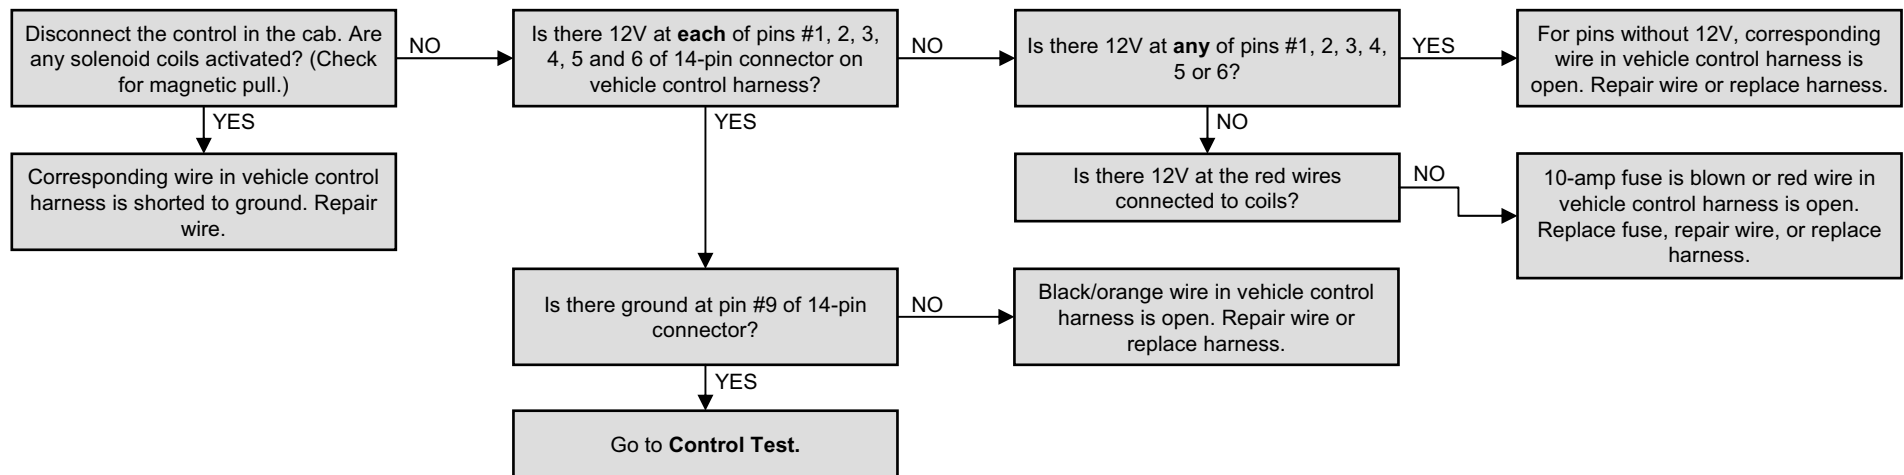 Disconnect the control in the cab. Are
any solenoid coils activated? (Check
for magnetic pull.)
NO
Is there 12V at each of pins #1, 2, 3,
4, 5 and 6 of 14-pin connector on
vehicle control harness?
NO
Is there 12V at any of pins #1, 2, 3, 4,
5 or 6?
YES
For pins without 12V, corresponding
wire in vehicle control harness is
open. Repair wire or replace harness.
YES
YES
NO
Corresponding wire in vehicle control
harness is shorted to ground. Repair
wire.
Is there 12V at the red wires
connected to coils?
NO
10-amp fuse is blown or red wire in
vehicle control harness is open.
Replace fuse, repair wire, or replace
harness.
Is there ground at pin #9 of 14-pin
connector?
NO
Black/orange wire in vehicle control
harness is open. Repair wire or
replace harness.
YES
Go to Control Test.